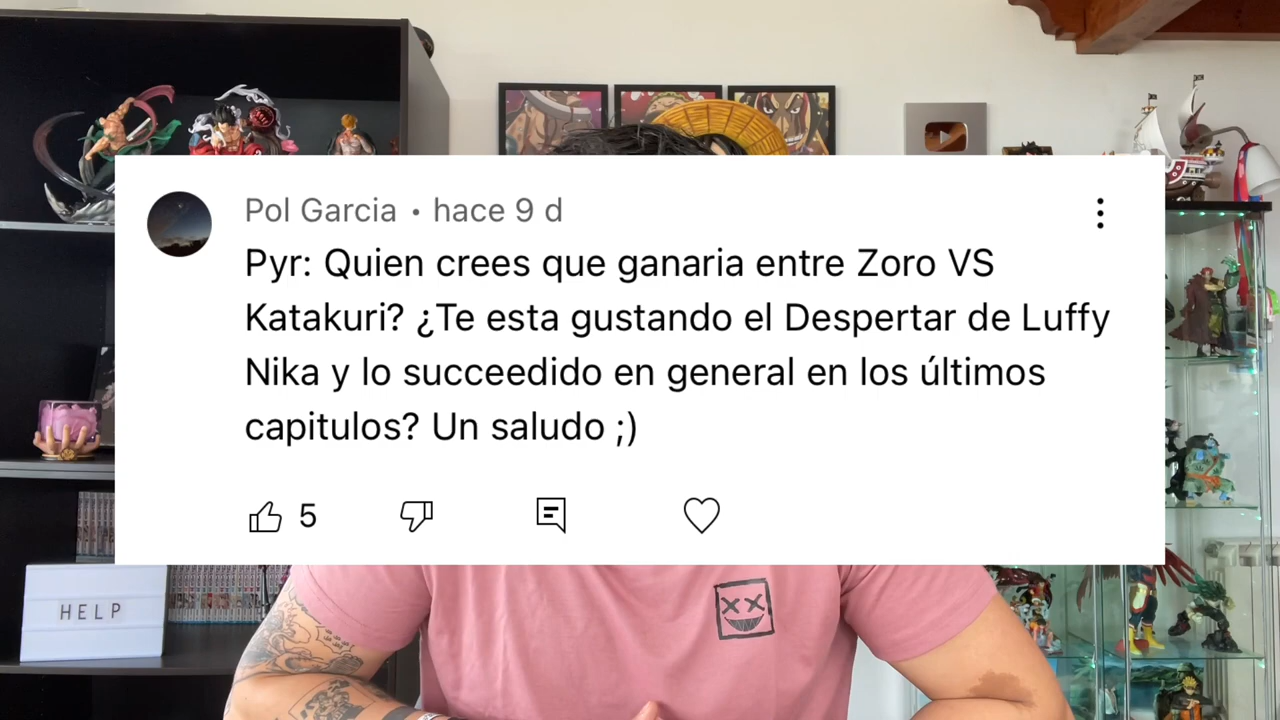 Pol Garcia • hace 9 d
Pyr: Quien crees que ganaria entre Zoro VS
Katakuri? ¿Te esta gustando el Despertar de Luffy
Nika y lo succeedido en general en los últimos
capitulos? Un saludo ;)
5
HELP